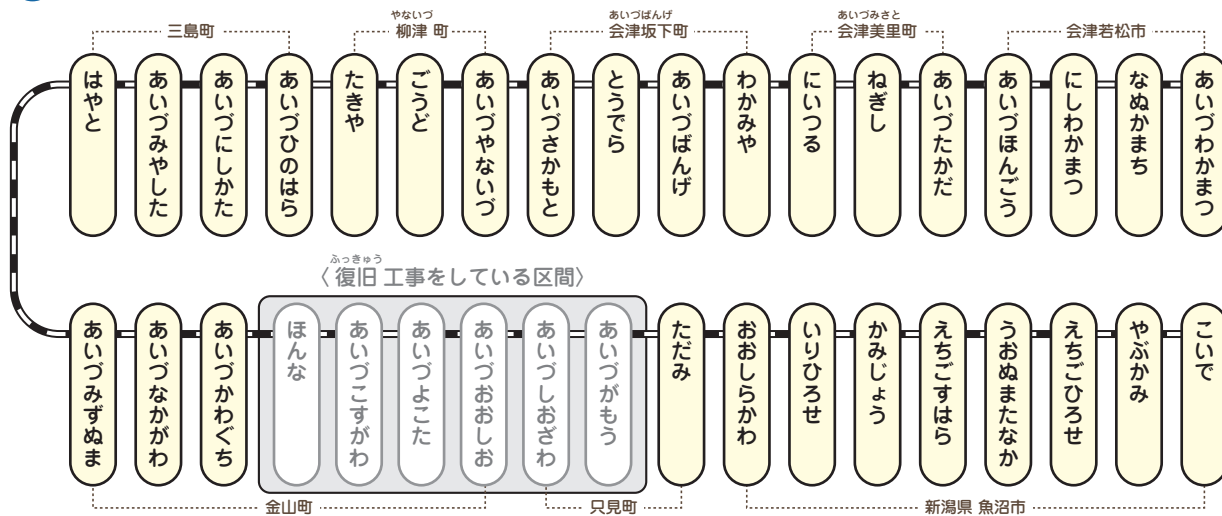 三島町
やないづ
柳津 町
あいづばんげ
会津坂下町
あいづみさと
会津美里町
会津若松市
はやと
あいづみやした
あいづにしかた
あいづひのはら
たきや
ごうど
あいづやないづ
あいづさかもと
とうでら
あいづばんげ
わかみや
にいつる
ねぎし
あいづたかだ
あいづほんごう
にしわかまつ
なぬかまち
あいづわかまつ
ふっきゅう
〈 復旧 工事をしている区間〉
あいづみずぬま
あいづなかがわ
あいづかわぐち
ほんな
あいづこすがわ
あいづよこた
あいづおおしお
あいづしおざわ
あいづがもう
ただみ
おおしらかわ
いりひろせ
かみじょう
えちごすはら
うおぬまたなか
えちごひろせ
やぶかみ
こいで
金山町
只見町
新潟県 魚沼市